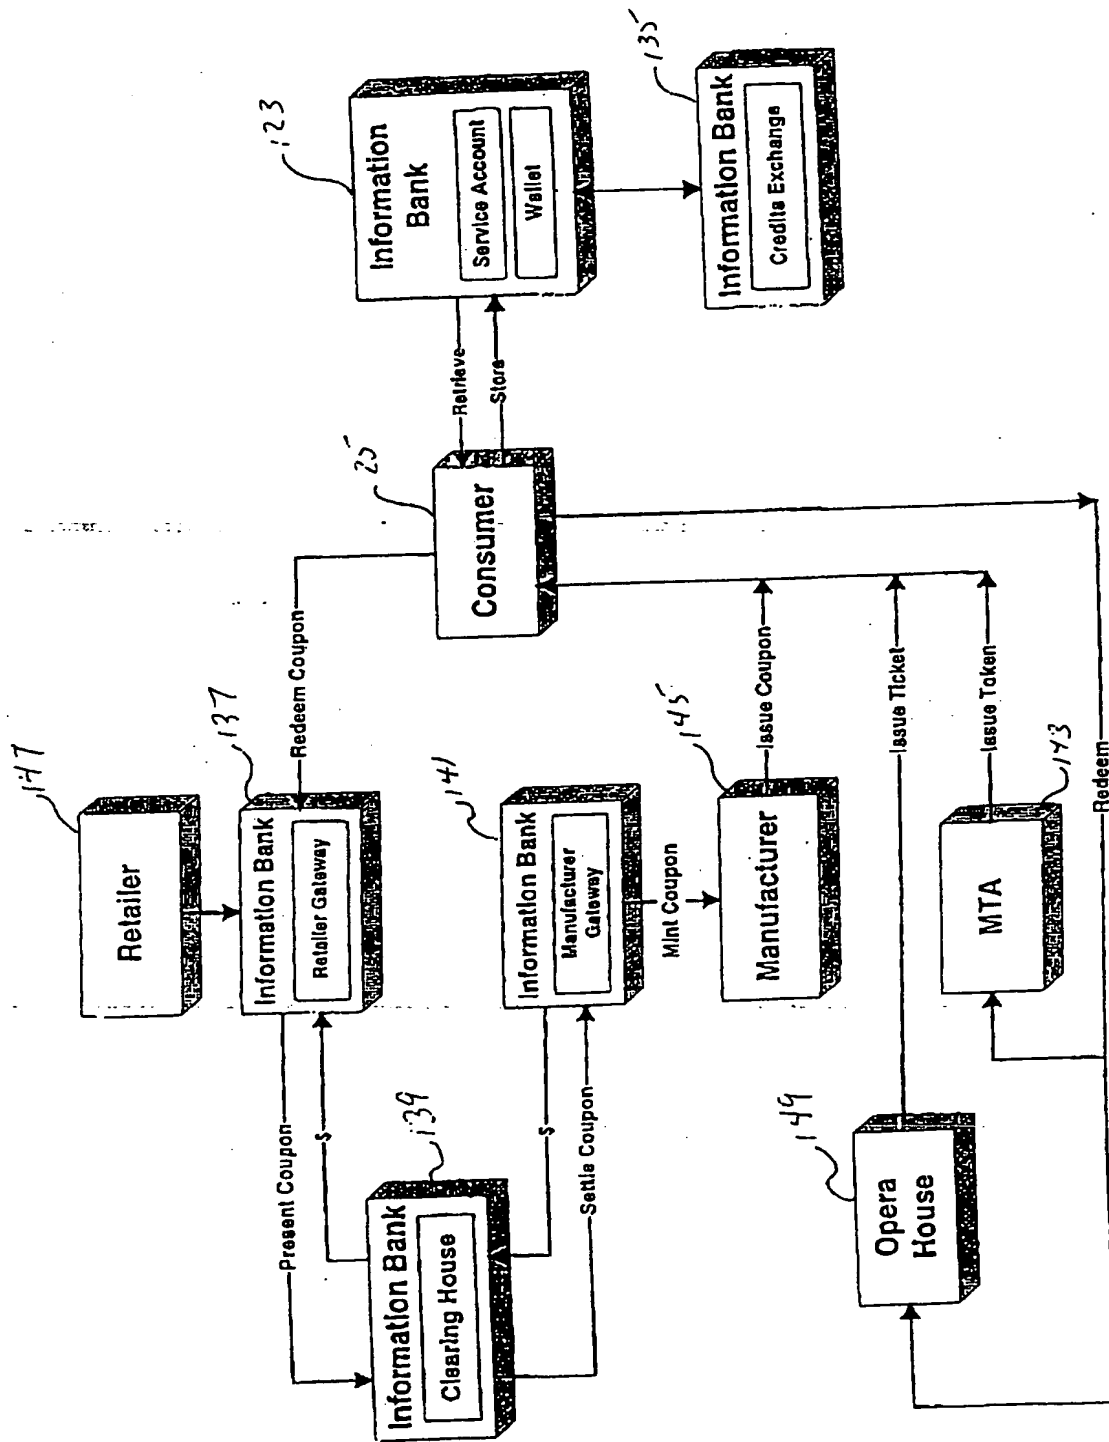 147
Retailer
137
Information Bank
Retailer Gateway
Redeem Coupon
Present Coupon
$
139
Information Bank
Clearing House
$
Settle Coupon
141
Information Bank
Manufacturer
Gateway
Mint Coupon
145
Manufacturer
Issue Coupon
25
Consumer
Retrieve
Store
123
Information
Bank
Service Account
Wallet
135
Information Bank
Credits Exchange
149
Opera
House
Issue Ticket
143
MTA
Issue Token
Redeem